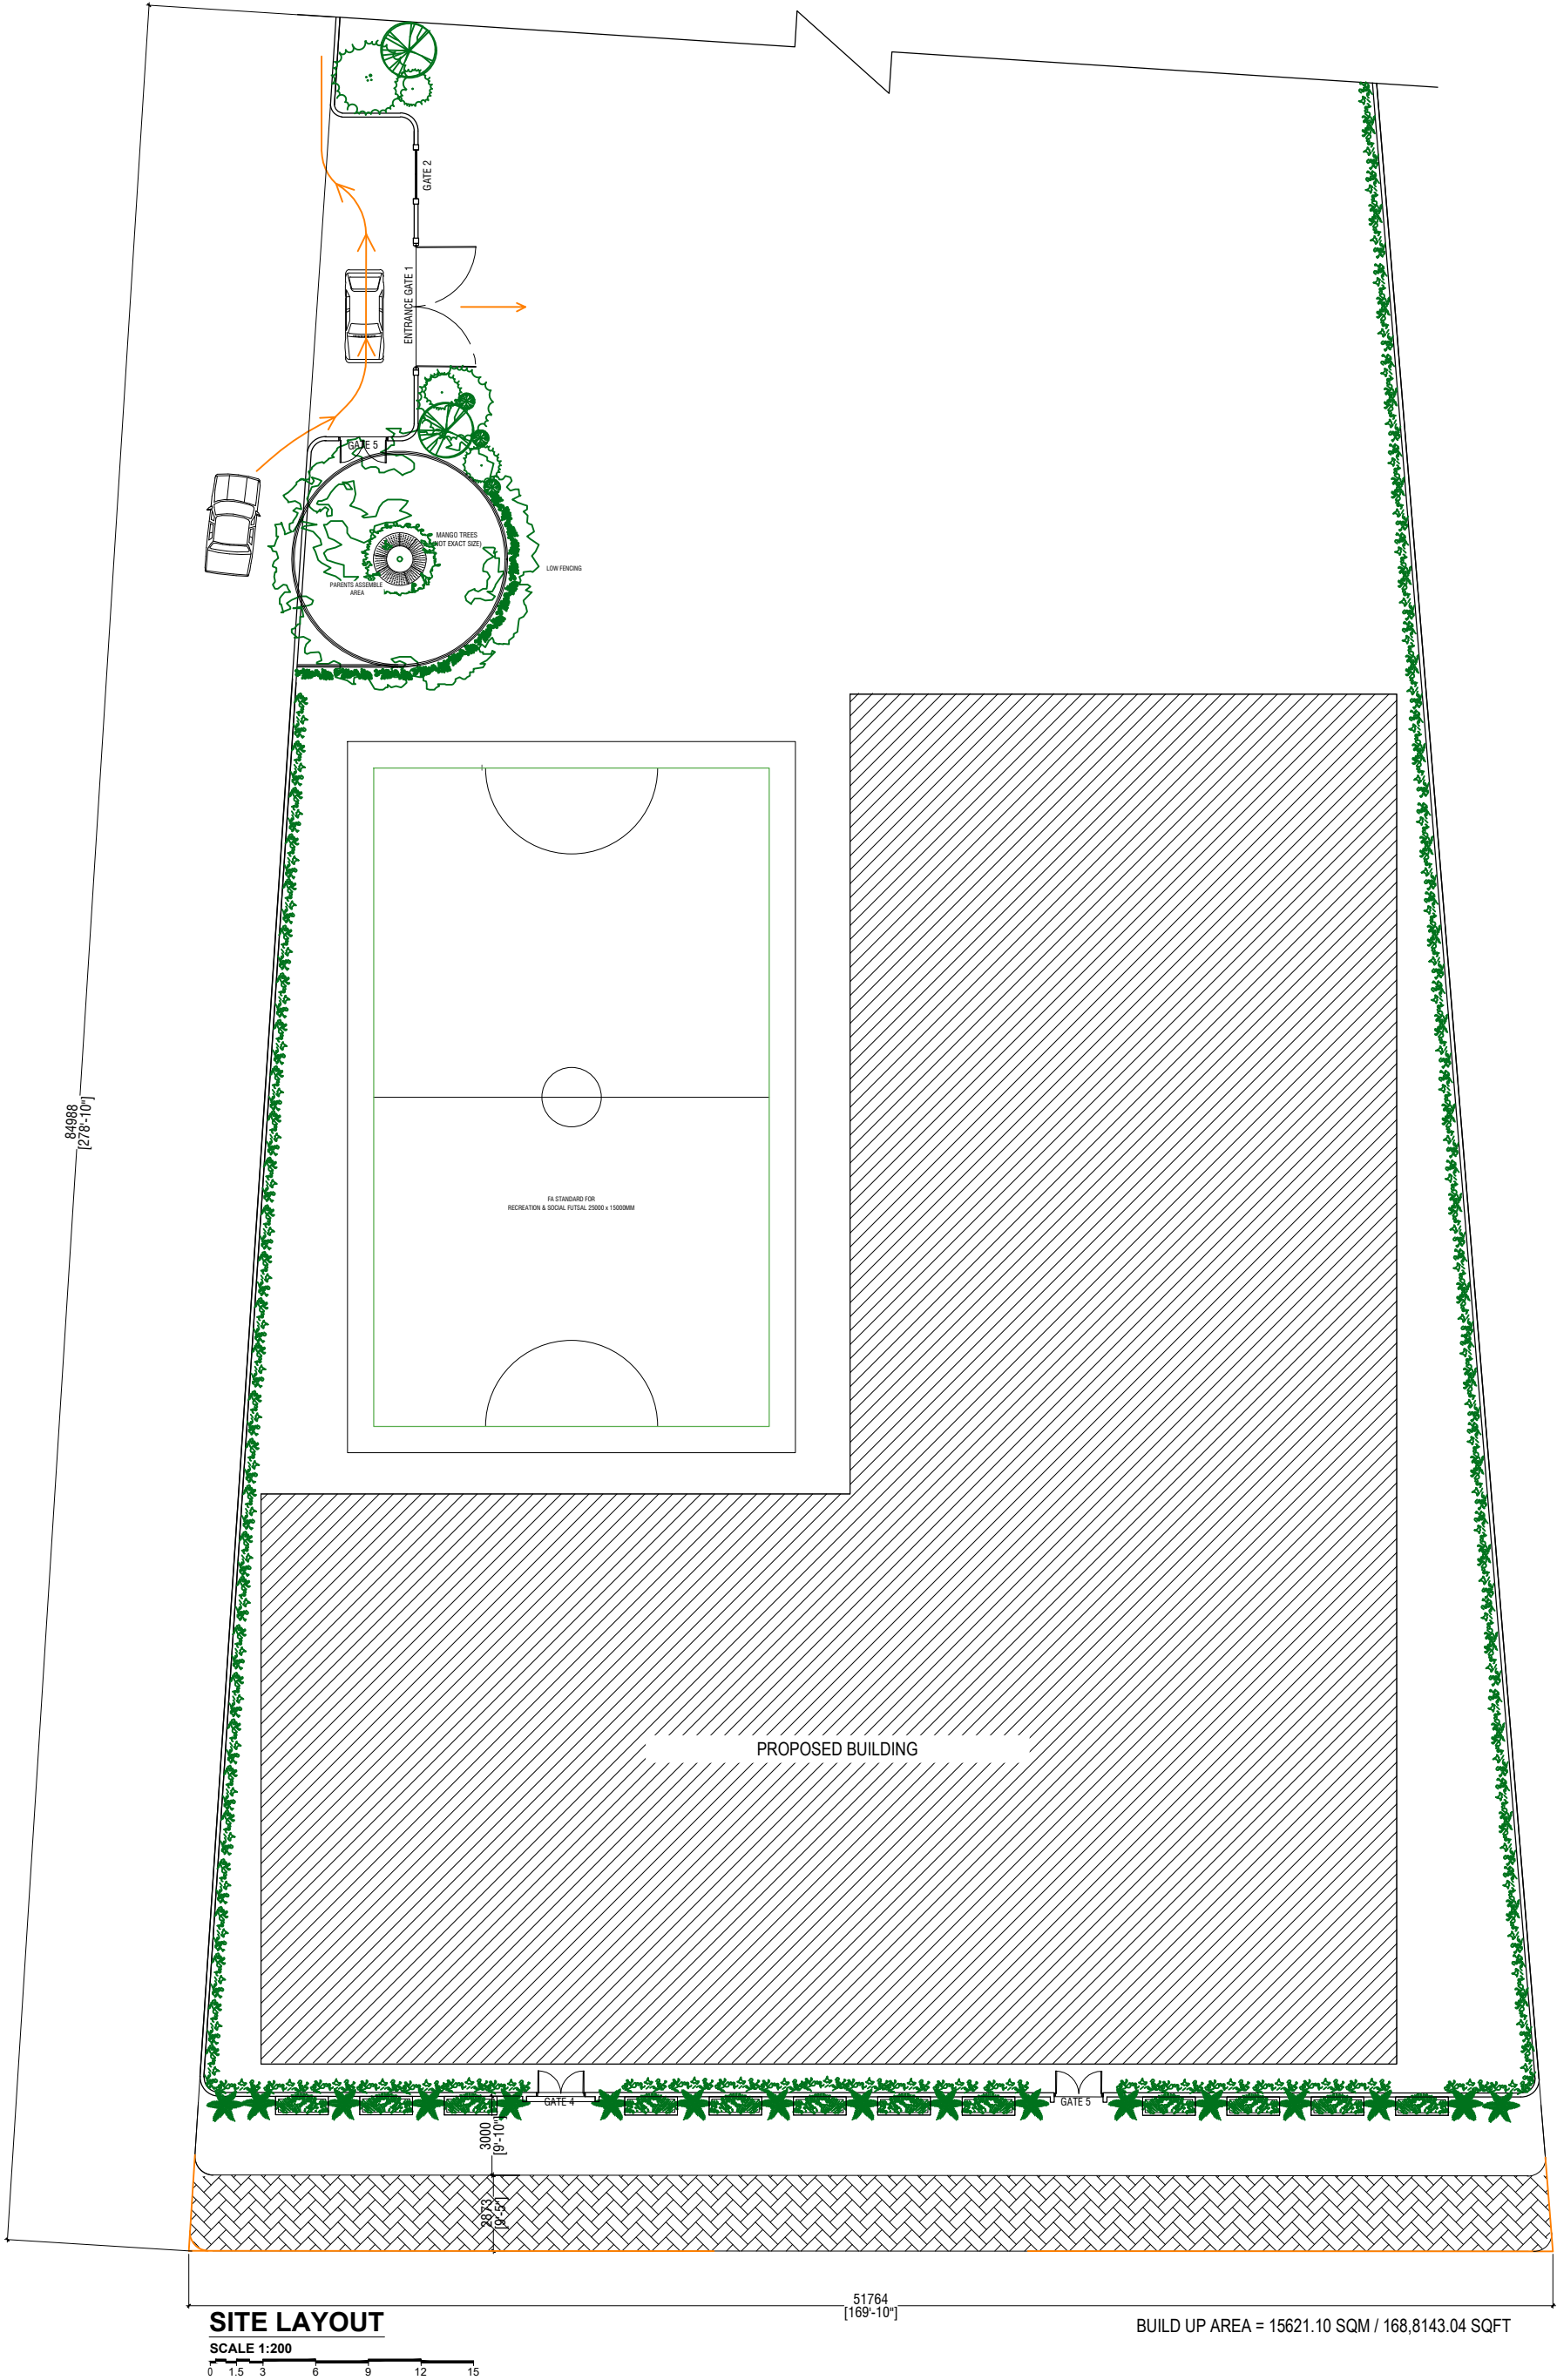 GATE 2
ENTRANCE GATE 1
GATE 5
MANGO TREES
(NOT EXACT SIZE)
LOW FENCING
PARENTS ASSEMBLE
AREA
84988
[278'-10"]
FA STANDARD FOR
RECREATION & SOCIAL FUTSAL 25000 x 15000MM
PROPOSED BUILDING
GATE 4
GATE 5
3000
[9'-10"]
2873
[9'-5"]
51764
[169'-10"]
SITE LAYOUT
BUILD UP AREA = 15621.10 SQM / 168,8143.04 SQFT
SCALE 1:200
0 1.5 3 6 9 12 15